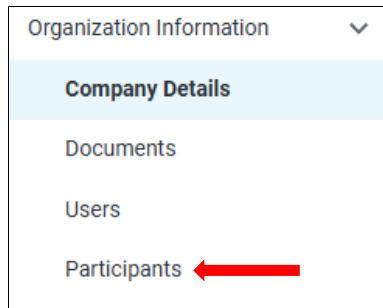 Organization Information
Company Details
Documents
Users
Participants